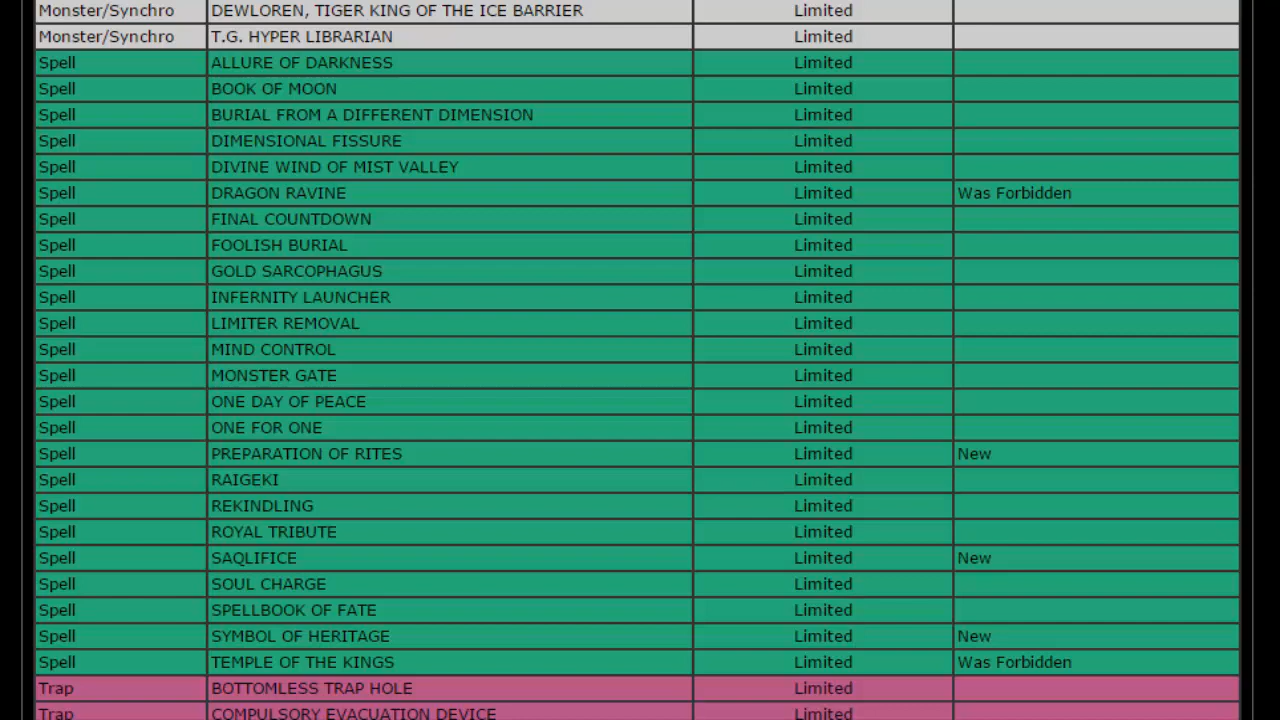 Monster/Synchro DEWLOREN, TIGER KING OF THE ICE BARRIER Limited
Monster/Synchro T.G. HYPER LIBRARIAN Limited
Spell ALLURE OF DARKNESS Limited
Spell BOOK OF MOON Limited
Spell BURIAL FROM A DIFFERENT DIMENSION Limited
Spell DIMENSIONAL FISSURE Limited
Spell DIVINE WIND OF MIST VALLEY Limited
Spell DRAGON RAVINE Limited Was Forbidden
Spell FINAL COUNTDOWN Limited
Spell FOOLISH BURIAL Limited
Spell GOLD SARCOPHAGUS Limited
Spell INFERNITY LAUNCHER Limited
Spell LIMITER REMOVAL Limited
Spell MIND CONTROL Limited
Spell MONSTER GATE Limited
Spell ONE DAY OF PEACE Limited
Spell ONE FOR ONE Limited
Spell PREPARATION OF RITES Limited New
Spell RAIGEKI Limited
Spell REKINDLING Limited
Spell ROYAL TRIBUTE Limited
Spell SAQLIFICE Limited New
Spell SOUL CHARGE Limited
Spell SPELLBOOK OF FATE Limited
Spell SYMBOL OF HERITAGE Limited New
Spell TEMPLE OF THE KINGS Limited Was Forbidden
Trap BOTTOMLESS TRAP HOLE Limited
Trap COMPULSORY EVACUATION DEVICE Limited